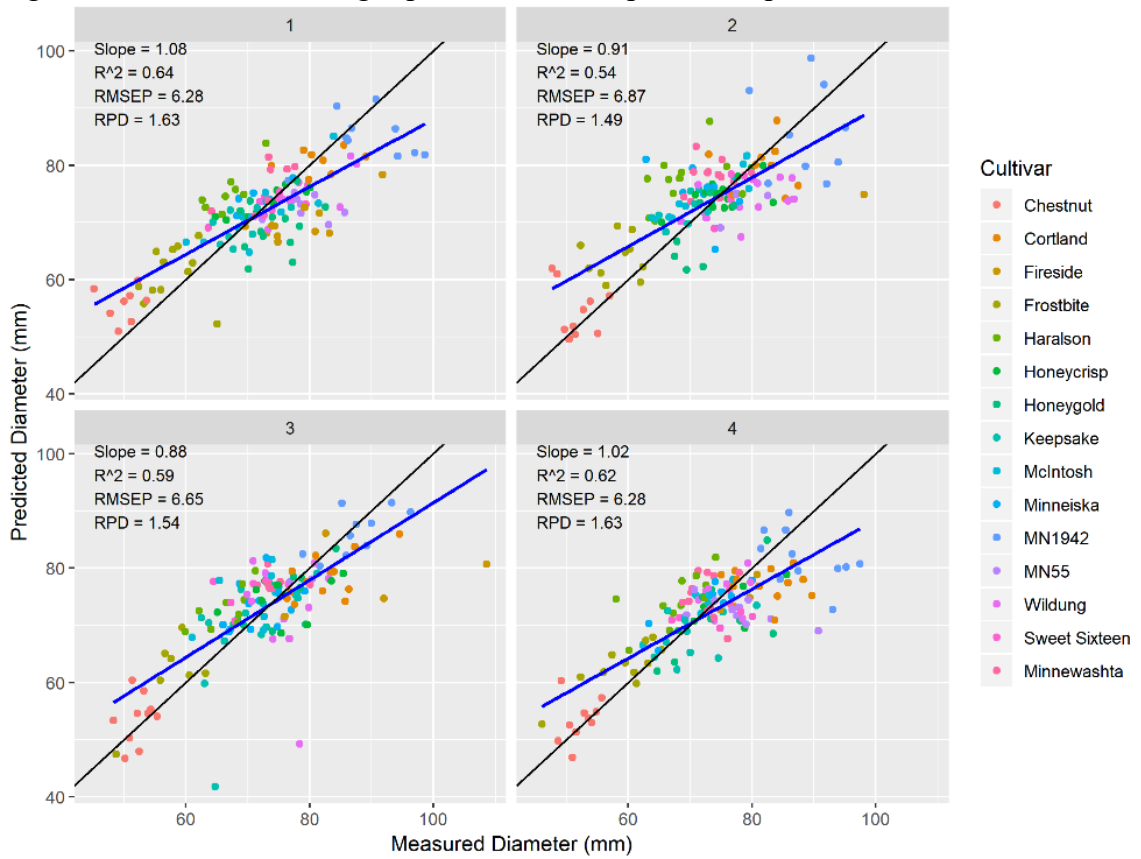 1
Slope = 1.08
R^2 = 0.64
RMSEP = 6.28
RPD = 1.63
2
Slope = 0.91
R^2 = 0.54
RMSEP = 6.87
RPD = 1.49
100
80
60
40
3
Slope = 0.88
R^2 = 0.59
RMSEP = 6.65
RPD = 1.54
4
Slope = 1.02
R^2 = 0.62
RMSEP = 6.28
RPD = 1.63
100
80
60
40
60 80 100
60 80 100
Predicted Diameter (mm)
Measured Diameter (mm)
Cultivar
Chestnut
Cortland
Fireside
Frostbite
Haralson
Honeycrisp
Honeygold
Keepsake
McIntosh
Minneiska
MN1942
MN55
Wildung
Sweet Sixteen
Minnewashta